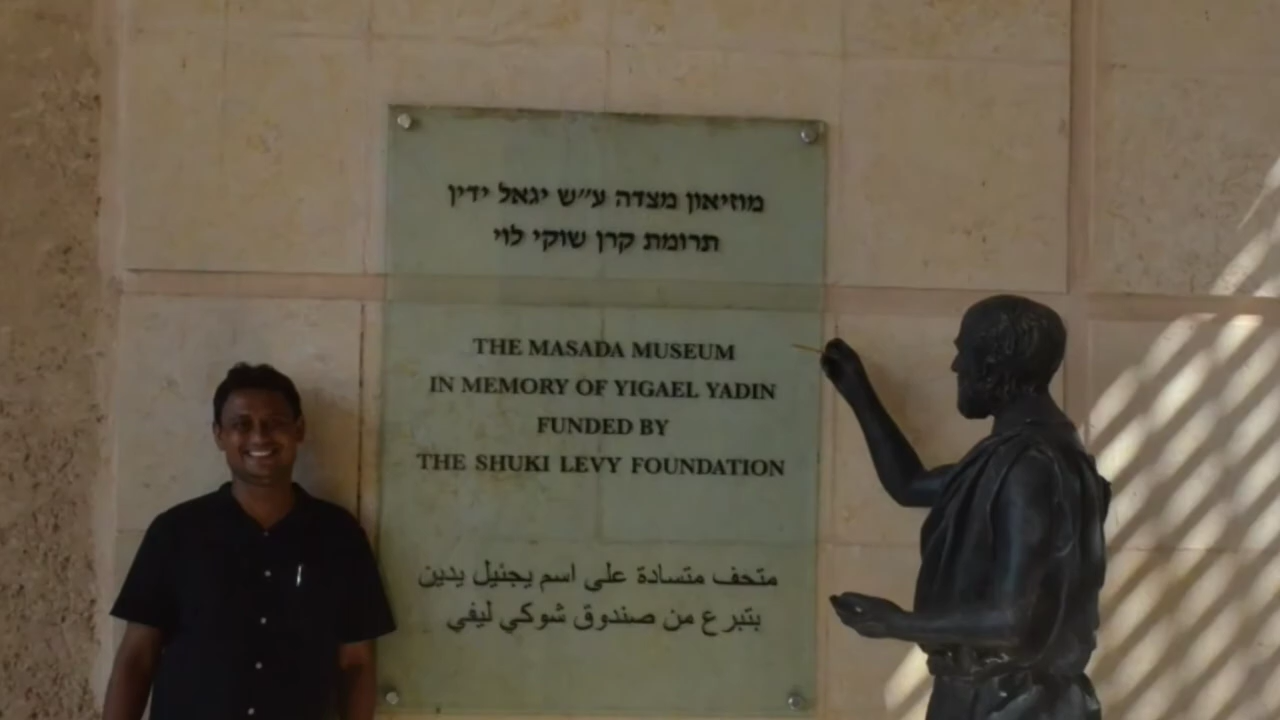 מוזיאון מצדה ע״ש יגאל ידין
תרומת קרן שוקי לוי
THE MASADA MUSEUM
IN MEMORY OF YIGAEL YADIN
FUNDED BY
THE SHUKI LEVY FOUNDATION
متحف متسادة على اسم يجئيل يدين
بتبرع من صندوق شوكي ليفي